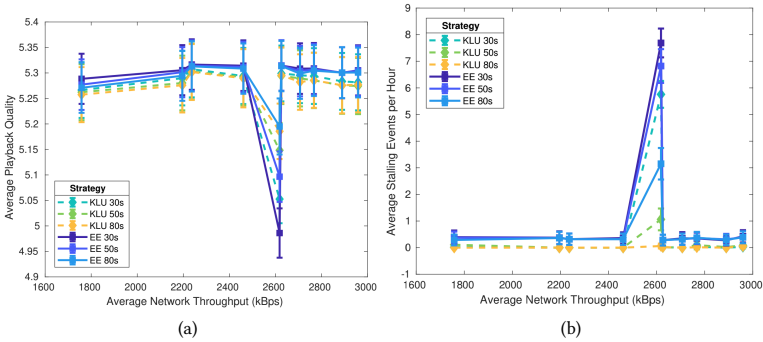 5.4
5.35
5.3
5.25
5.2
5.15
5.1
5.05
5
4.95
4.9
Average Playback Quality
Strategy
KLU 30s
KLU 50s
KLU 80s
EE 30s
EE 50s
EE 80s
1600 1800 2000 2200 2400 2600 2800 3000
Average Network Throughput (kBps)
(a)
9
8
7
6
5
4
3
2
1
0
-1
Average Stalling Events per Hour
Strategy
KLU 30s
KLU 50s
KLU 80s
EE 30s
EE 50s
EE 80s
1600 1800 2000 2200 2400 2600 2800 3000
Average Network Throughput (kBps)
(b)